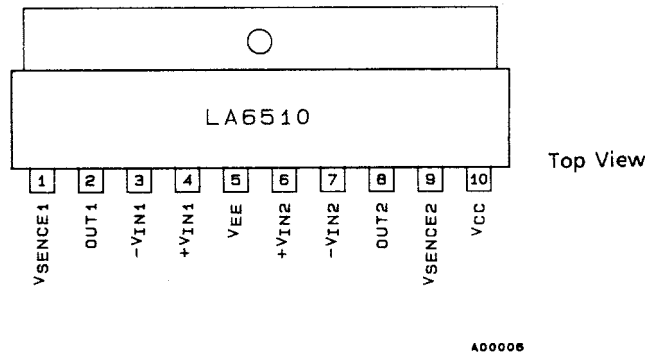 LA6510
Top View
1 2 3 4 5 6 7 8 9 10
VSENCE1
OUT1
-VIN1
+VIN1
VEE
+VIN2
-VIN2
OUT2
VSENCE2
VCC
A00006